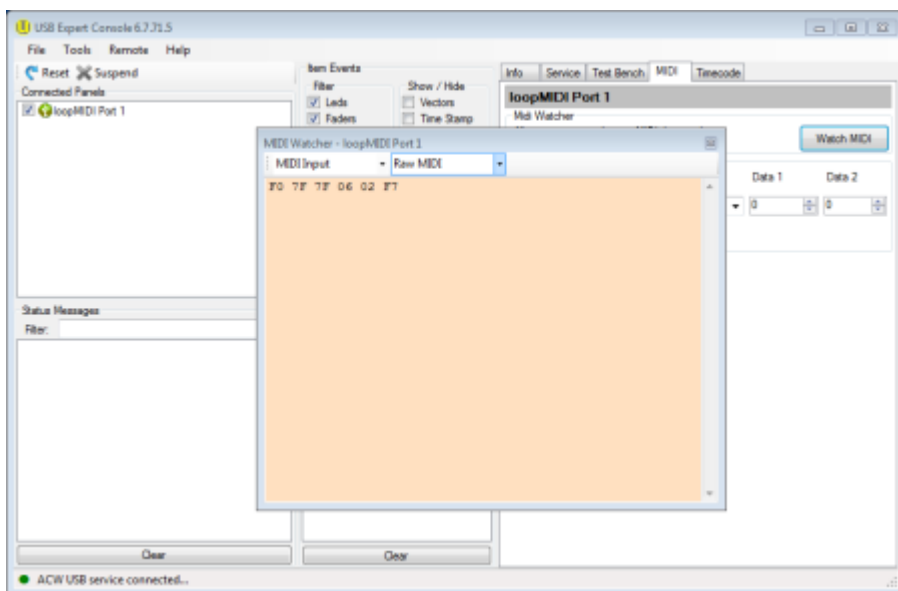 USB Expert Console 6.7.71.5
File Tools Remote Help
Reset Suspend
Connected Panels
loopMIDI Port 1
Item Events
Filter
Show / Hide
Leds
Vectors
Faders
Time Stamp
Info Service Test Bench MIDI Timecode
loopMIDI Port 1
Midi Watcher
Watch MIDI
Data 1 Data 2
0 0
MIDI Watcher - loopMIDI Port 1
MIDI Input Raw MIDI
F0 7F 7F 06 02 F7
Status Messages
Filter:
Clear Clear
ACW USB service connected...